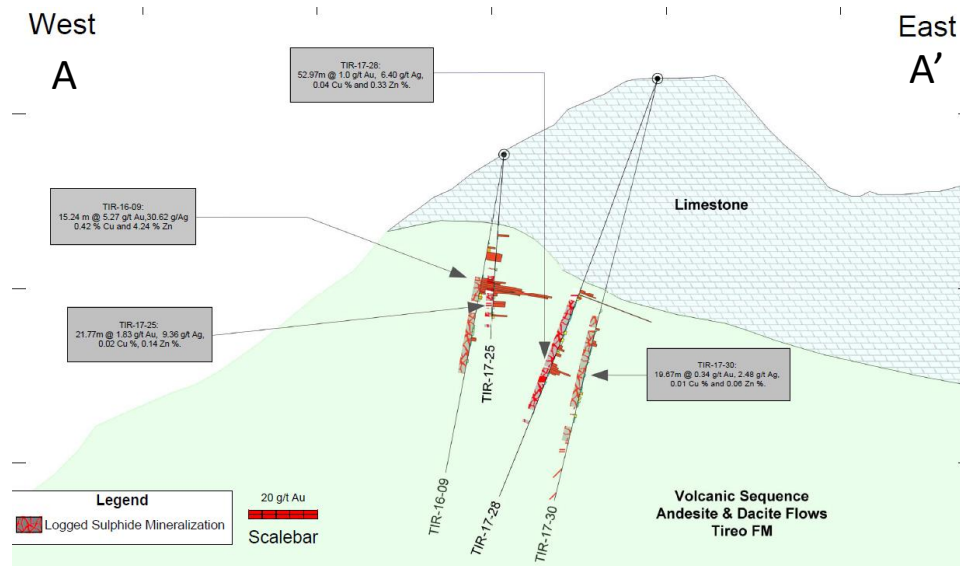 West
East
A
A'
TIR-17-28:
52.97m @ 1.0 g/t Au, 6.40 g/t Ag,
0.04 Cu % and 0.33 Zn %.
TIR-16-09:
15.24 m @ 5.27 g/t Au,30.62 g/Ag
0.42 % Cu and 4.24 % Zn
Limestone
TIR-17-25:
21.77m @ 1.83 g/t Au, 9.36 g/t Ag,
0.02 Cu %, 0.14 Zn %.
TIR-17-30:
19.67m @ 0.34 g/t Au, 2.48 g/t Ag,
0.01 Cu % and 0.06 Zn %.
TIR-17-25
TIR-16-09
TIR-17-28
TIR-17-30
Legend
Logged Sulphide Mineralization
20 g/t Au
Scalebar
Volcanic Sequence
Andesite & Dacite Flows
Tireo FM